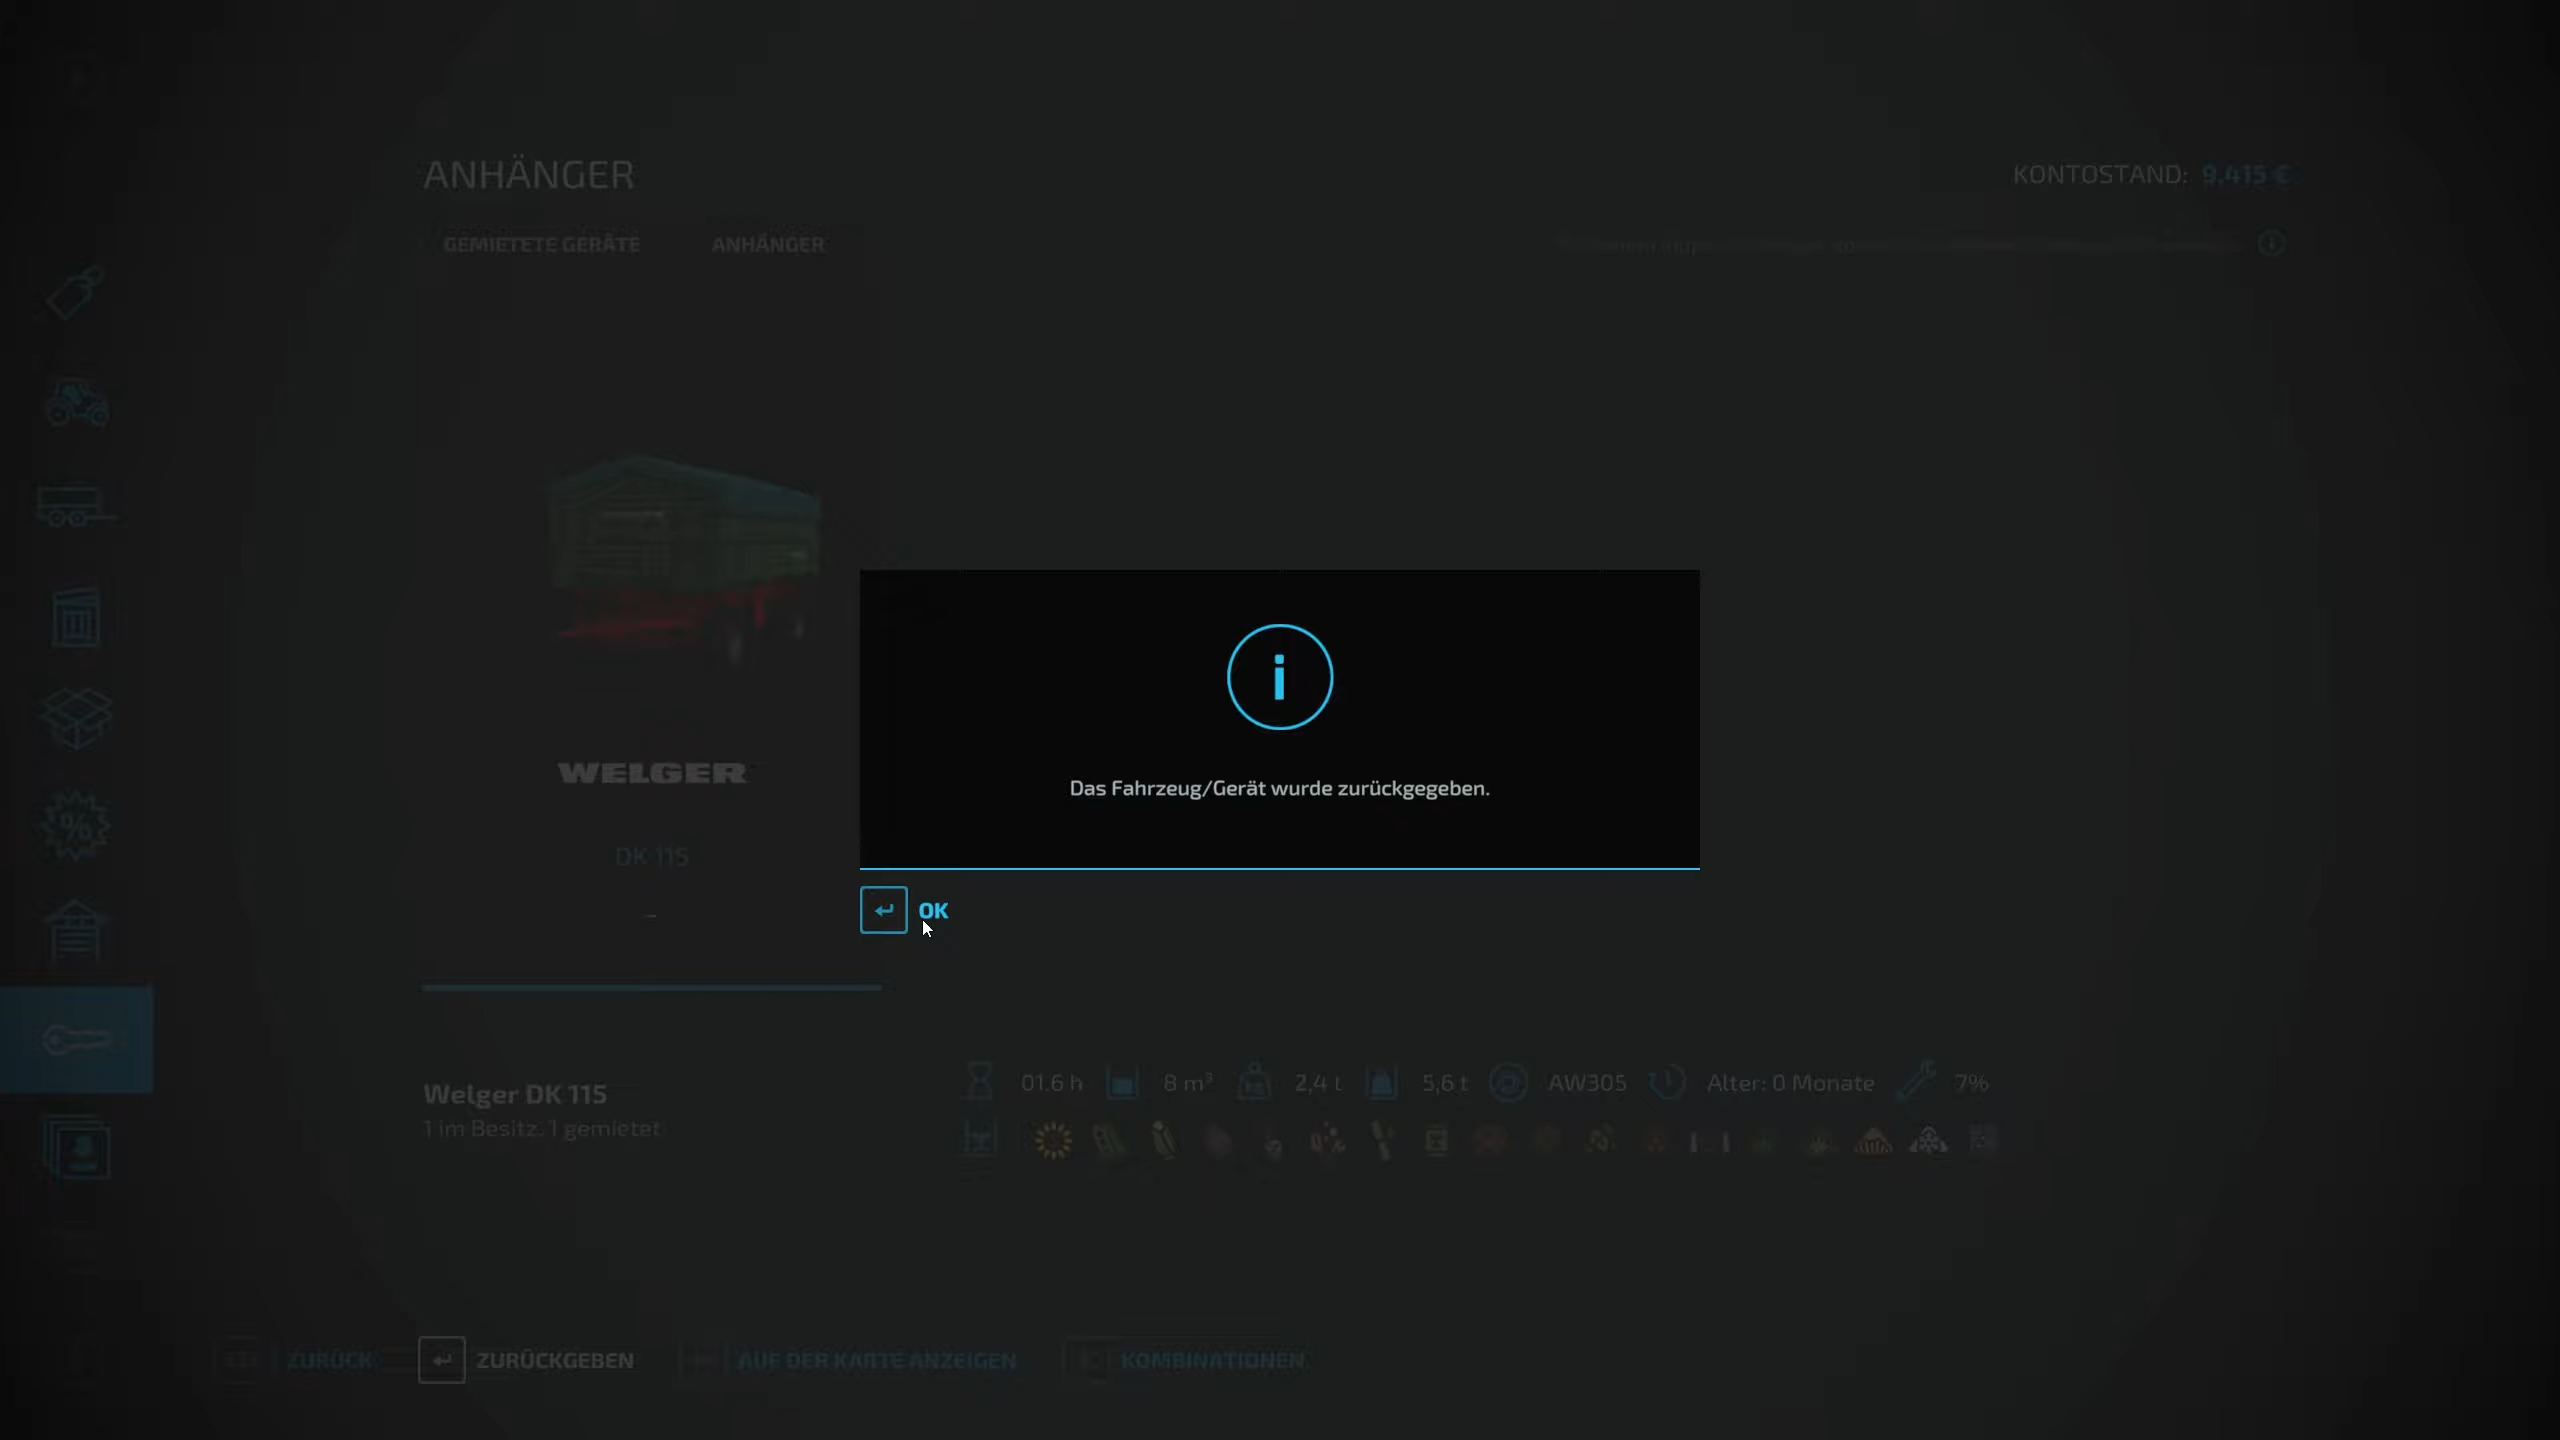 ANHÄNGER
KONTOSTAND: 9.415 €
GEMIETETE GERÄTE ANHÄNGER
Das Fahrzeug/Gerät wurde zurückgegeben.
OK
WELGER
DK 115
Welger DK 115
1 im Besitz. 1 gemietet
01.6 h 8 m³ 2,4 t 5,6 t AW305 Alter: 0 Monate 7%
ZURÜCK ZURÜCKGEBEN AUF DER KARTE ANZEIGEN KOMBINATIONEN